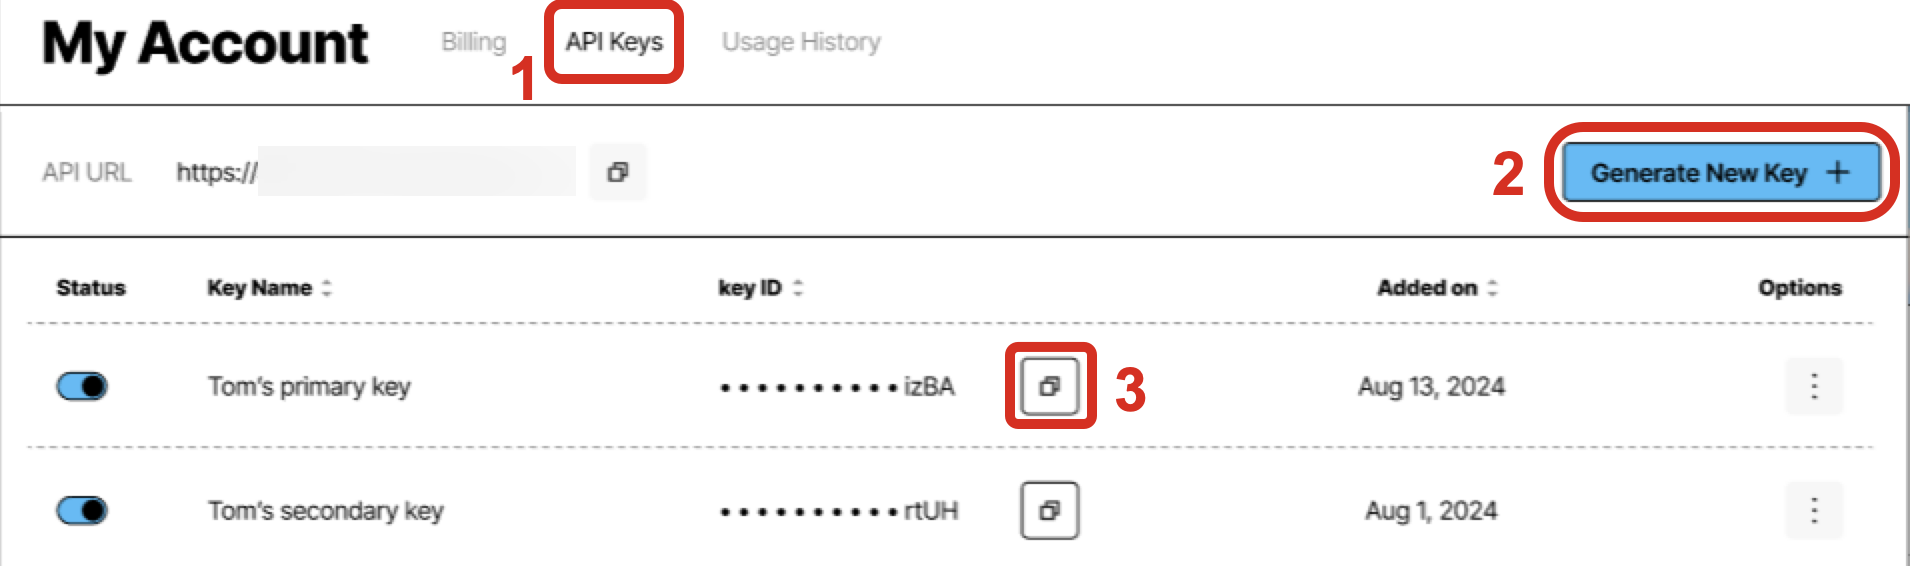 My Account Billing API Keys Usage History
1
API URL https://
2 Generate New Key +
Status Key Name key ID Added on Options
Tom's primary key ••••••••••izBA 3 Aug 13, 2024
Tom's secondary key ••••••••••rtUH Aug 1, 2024